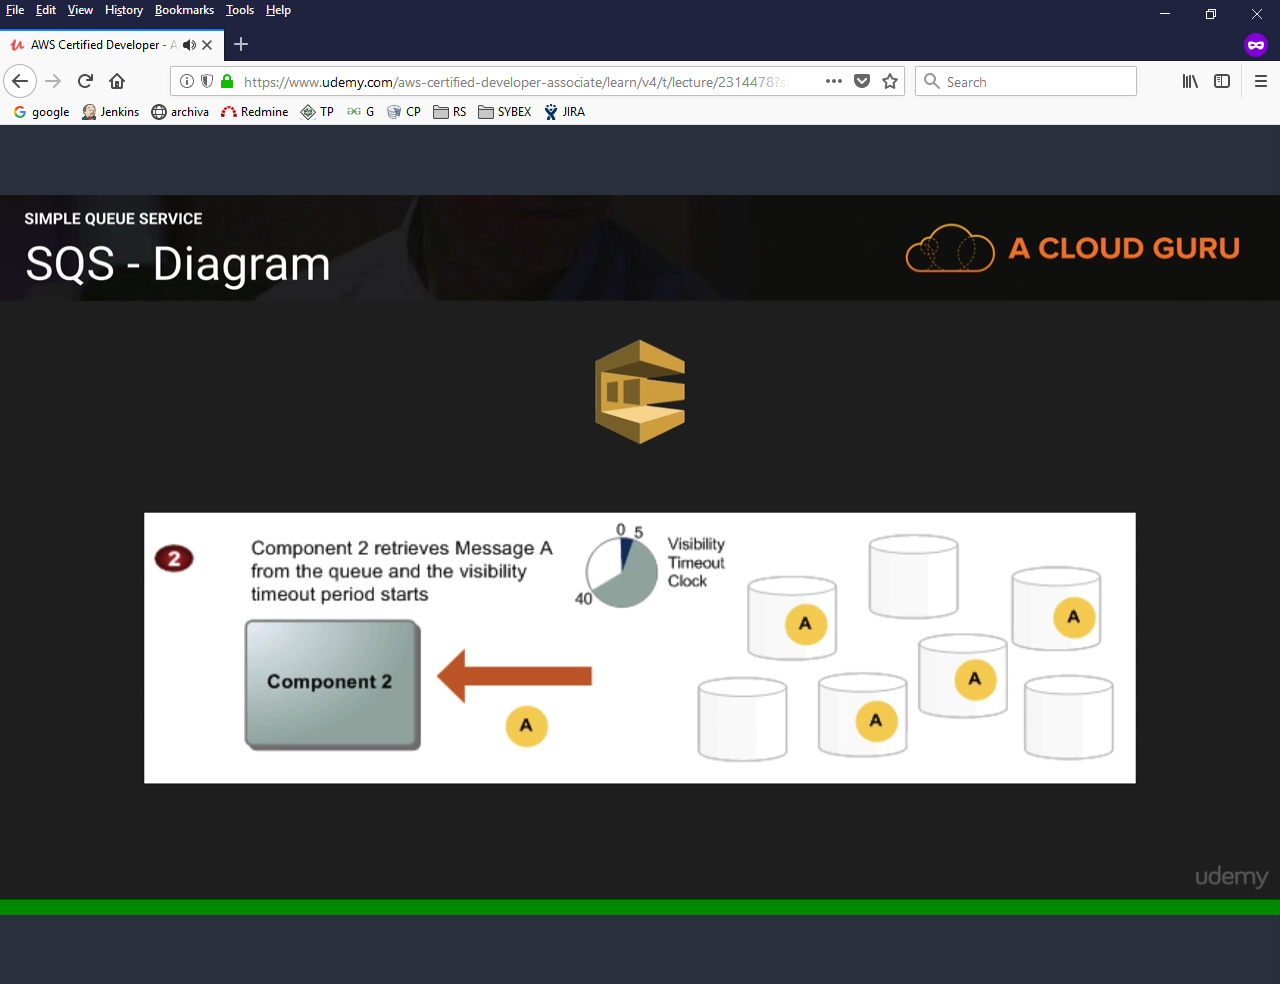 File Edit View History Bookmarks Tools Help
AWS Certified Developer - A
https://www.udemy.com/aws-certified-developer-associate/learn/v4/t/lecture/2314478?s
Search
google Jenkins archiva Redmine TP G CP RS SYBEX JIRA
SIMPLE QUEUE SERVICE
SQS - Diagram
A CLOUD GURU
2
Component 2 retrieves Message A
from the queue and the visibility
timeout period starts
0 5
40
Visibility
Timeout
Clock
Component 2
A
A
A
A
A
udemy